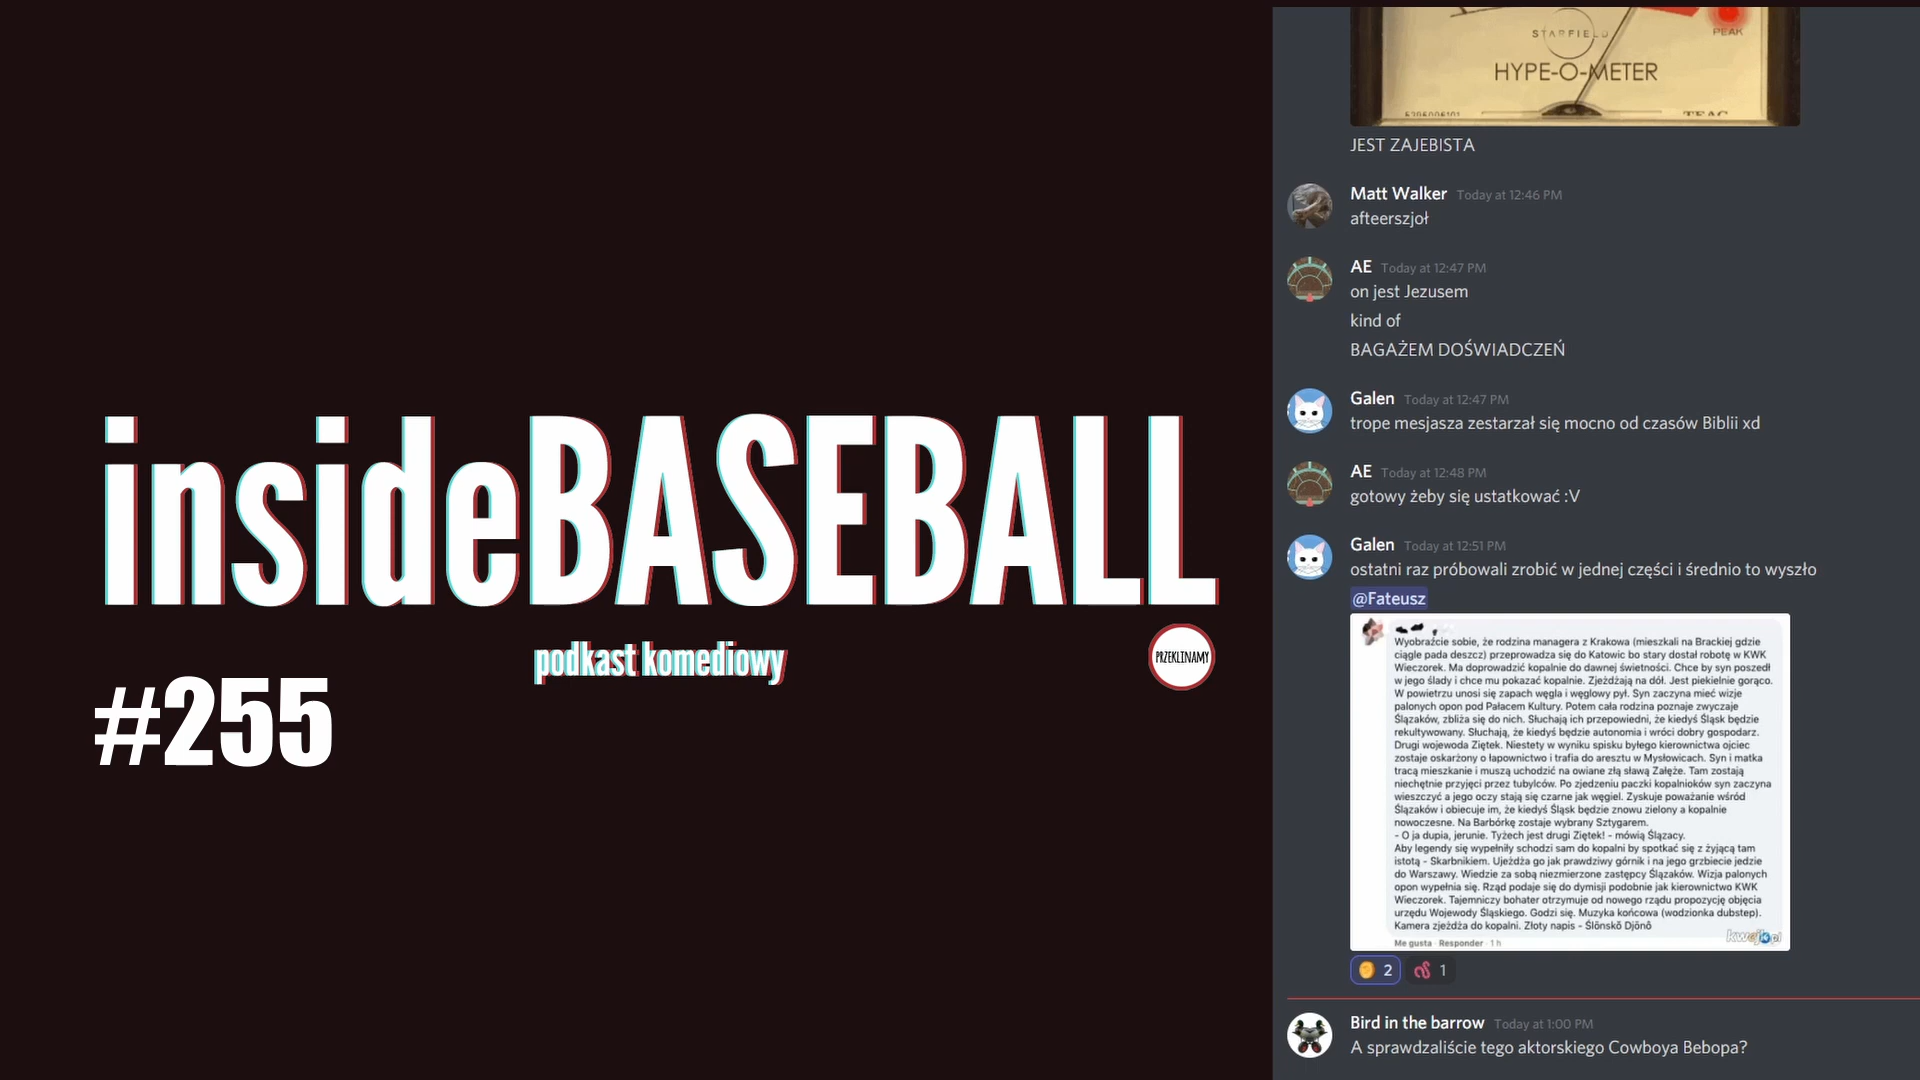 insideBASEBALL
podkast komediowy
PRZEKLINAMY
#255
STARFIELD
PEAK
HYPE-O-METER
TEAC
JEST ZAJEBISTA
Matt Walker Today at 12:46 PM
afteerszjoł
AE Today at 12:47 PM
on jest Jezusem
kind of
BAGAŻEM DOŚWIADCZEŃ
Galen Today at 12:47 PM
trope mesjasza zestarzał się mocno od czasów Biblii xd
AE Today at 12:48 PM
gotowy żeby się ustatkować :V
Galen Today at 12:51 PM
ostatni raz próbowali zrobić w jednej części i średnio to wyszło
@Fateusz
Wyobraźcie sobie, że rodzina managera z Krakowa (mieszkali na Brackiej gdzie
ciągle pada deszcz) przeprowadza się do Katowic bo stary dostał robotę w KWK
Wieczorek. Ma doprowadzić kopalnie do dawnej świetności. Chce by syn poszedł
w jego ślady i chce mu pokazać kopalnie. Zjeżdżają na dół. Jest piekielnie gorąco.
W powietrzu unosi się zapach węgla i węglowy pył. Syn zaczyna mieć wizje
palonych opon pod Pałacem Kultury. Potem cała rodzina poznaje zwyczaje
Ślązaków, zbliża się do nich. Słuchają ich przepowiedni, że kiedyś Śląsk będzie
rekultywowany. Słuchają, że kiedyś będzie autonomia i wróci dobry gospodarz.
Drugi wojewoda Ziętek. Niestety w wyniku spisku byłego kierownictwa ojciec
zostaje oskarżony o łapownictwo i trafia do aresztu w Mysłowicach. Syn i matka
tracą mieszkanie i muszą uchodzić na owiane złą sławą Załęże. Tam zostają
niechętnie przyjęci przez tubylców. Po zjedzeniu paczki kopalnioków syn zaczyna
wieszczyć a jego oczy stają się czarne jak węgiel. Zyskuje poważanie wśród
Ślązaków i obiecuje im, że kiedyś Śląsk będzie znowu zielony a kopalnie
nowoczesne. Na Barbórkę zostaje wybrany Sztygarem.
- O ja dupia, jerunie. Tyżech jest drugi Ziętek! - mówią Ślązacy.
Aby legendy się wypełniły schodzi sam do kopalni by spotkać się z żyjącą tam
istotą - Skarbnikiem. Ujeżdża go jak prawdziwy górnik i na jego grzbiecie jedzie
do Warszawy. Wiedzie za sobą niezmierzone zastępcy Ślązaków. Wizja palonych
opon wypełnia się. Rząd podaje się do dymisji podobnie jak kierownictwo KWK
Wieczorek. Tajemniczy bohater otrzymuje od nowego rządu propozycję objęcia
urzędu Wojewody Śląskiego. Godzi się. Muzyka końcowa (wodzionka dubstep).
Kamera zjeżdża do kopalni. Złoty napis - Ślōnskŏ Djōnŏ
Me gusta · Responder · 1 h
2 1
Bird in the barrow Today at 1:00 PM
A sprawdzaliście tego aktorskiego Cowboya Bebopa?